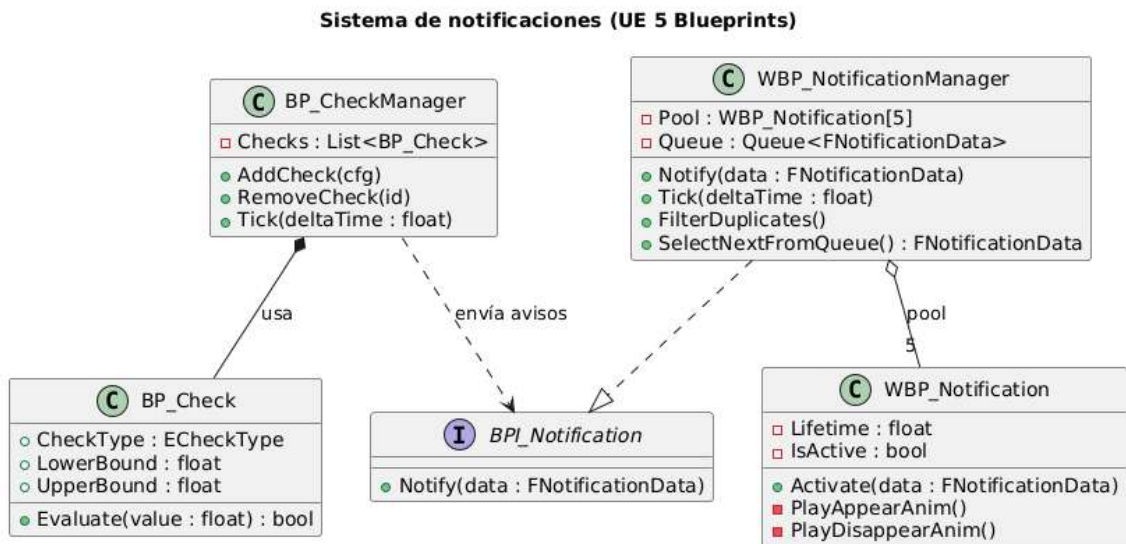 Sistema de notificaciones (UE 5 Blueprints)
C BP_CheckManager
Checks : List<BP_Check>
AddCheck(cfg)
RemoveCheck(id)
Tick(deltaTime : float)
C WBP_NotificationManager
Pool : WBP_Notification[5]
Queue : Queue<FNotificationData>
Notify(data : FNotificationData)
Tick(deltaTime : float)
FilterDuplicates()
SelectNextFromQueue() : FNotificationData
usa
envía avisos
pool
5
C BP_Check
CheckType : ECheckType
LowerBound : float
UpperBound : float
Evaluate(value : float) : bool
I BPI_Notification
Notify(data : FNotificationData)
C WBP_Notification
Lifetime : float
IsActive : bool
Activate(data : FNotificationData)
PlayAppearAnim()
PlayDisappearAnim()